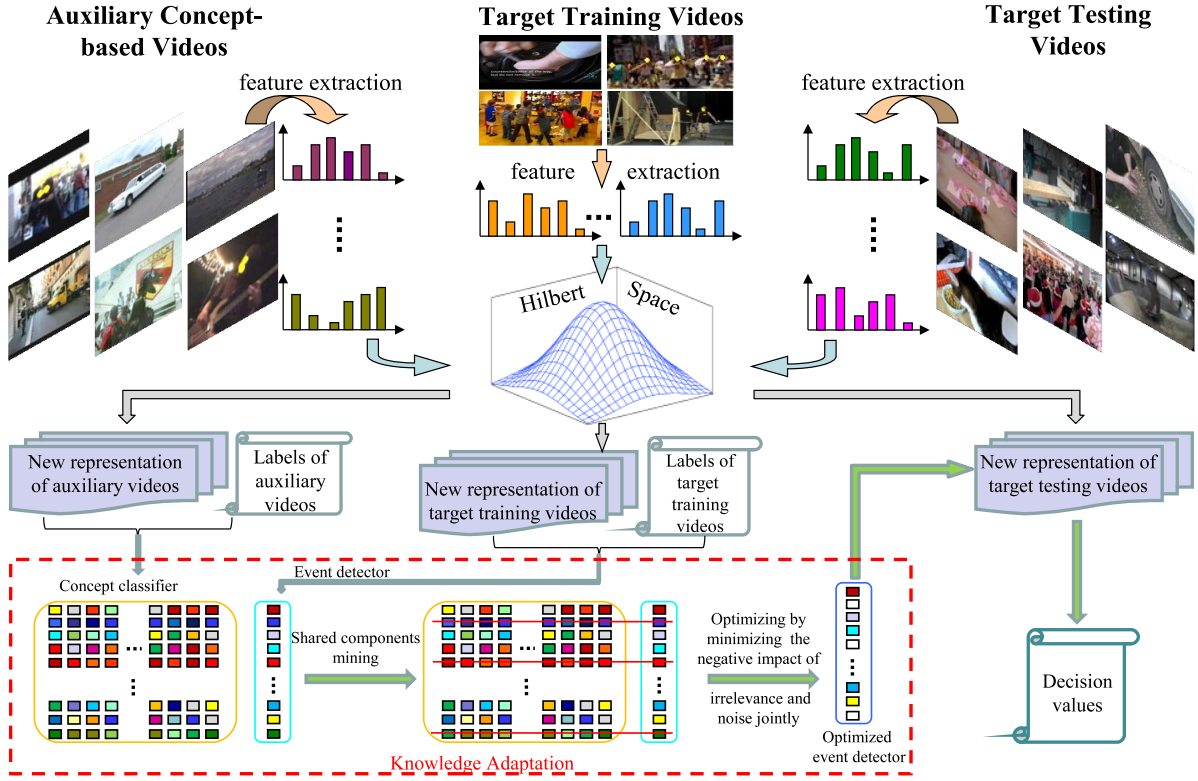 Auxiliary Concept-
based Videos
Target Training Videos
Target Testing
Videos
feature extraction
feature extraction
feature
extraction
Hilbert
Space
New representation
of auxiliary videos
Labels of
auxiliary
videos
New representation of
target training videos
Labels of
target
training
videos
New representation of
target testing videos
Concept classifier
Event detector
Shared components
mining
Optimizing by
minimizing the
negative impact of
irrelevance and
noise jointly
Optimized
event detector
Decision
values
Knowledge Adaptation